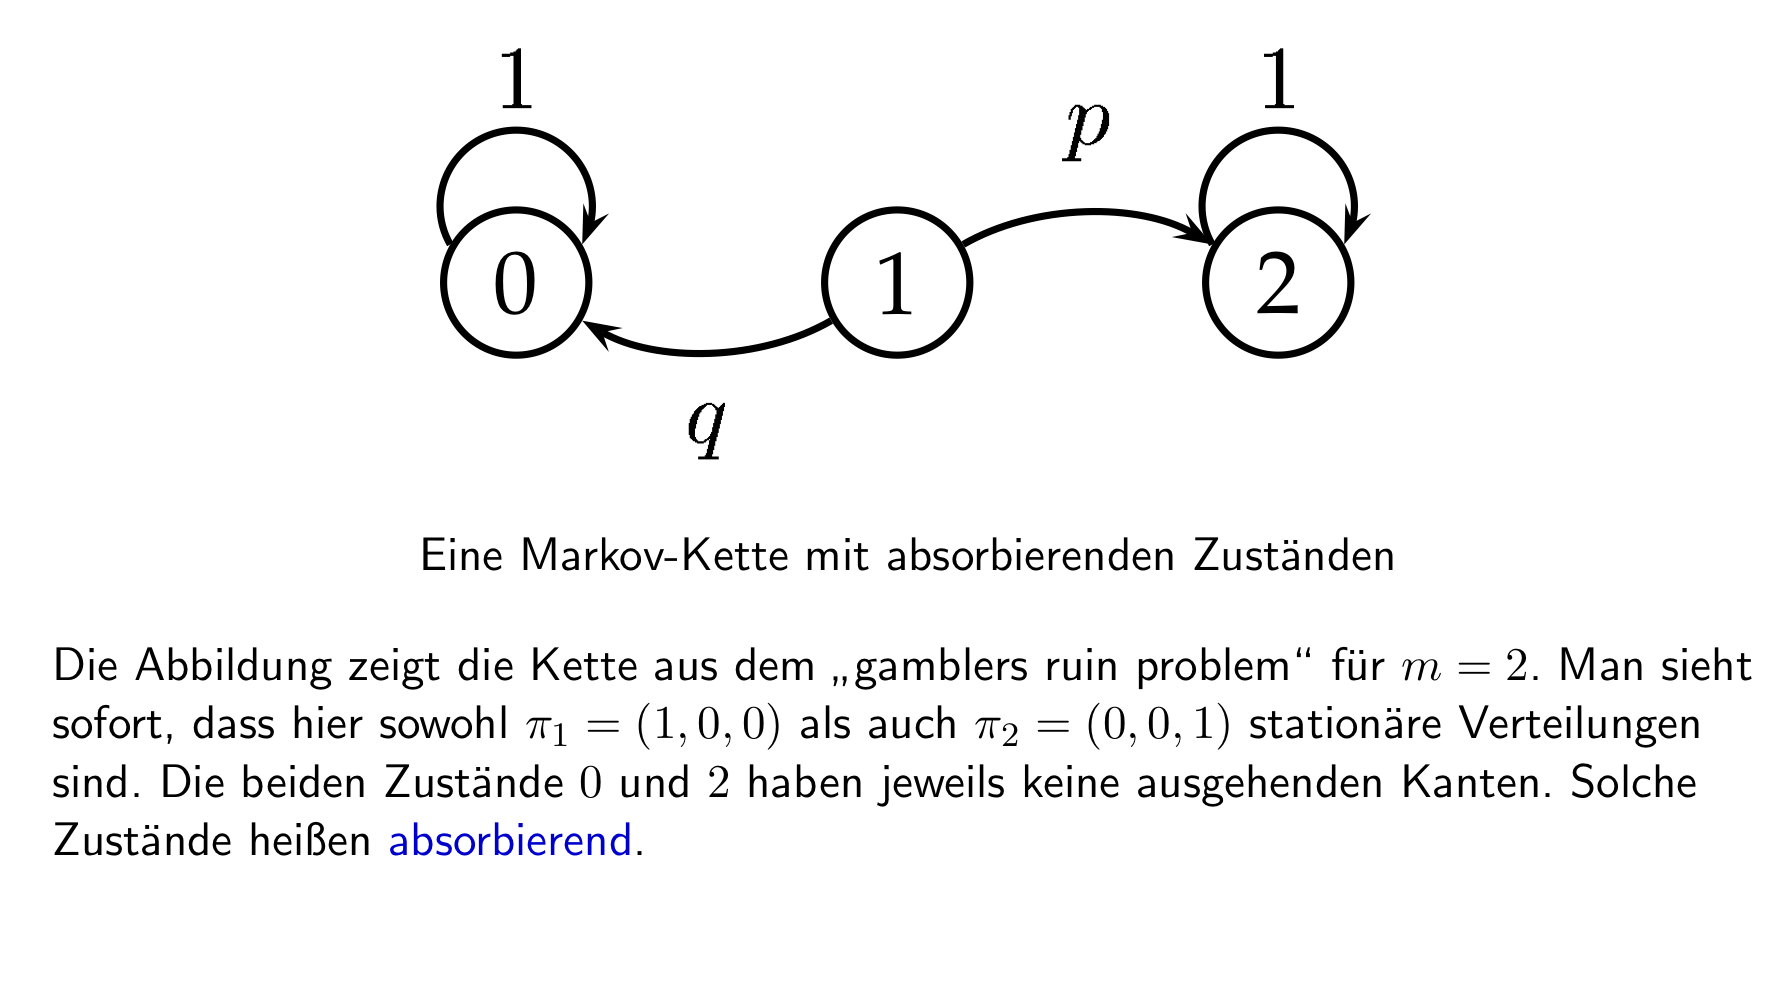 1 1
p
0 1 2
q
Eine Markov-Kette mit absorbierenden Zuständen
Die Abbildung zeigt die Kette aus dem „gamblers ruin problem“ für m = 2. Man sieht
sofort, dass hier sowohl π₁ = (1, 0, 0) als auch π₂ = (0, 0, 1) stationäre Verteilungen
sind. Die beiden Zustände 0 und 2 haben jeweils keine ausgehenden Kanten. Solche
Zustände heißen absorbierend.